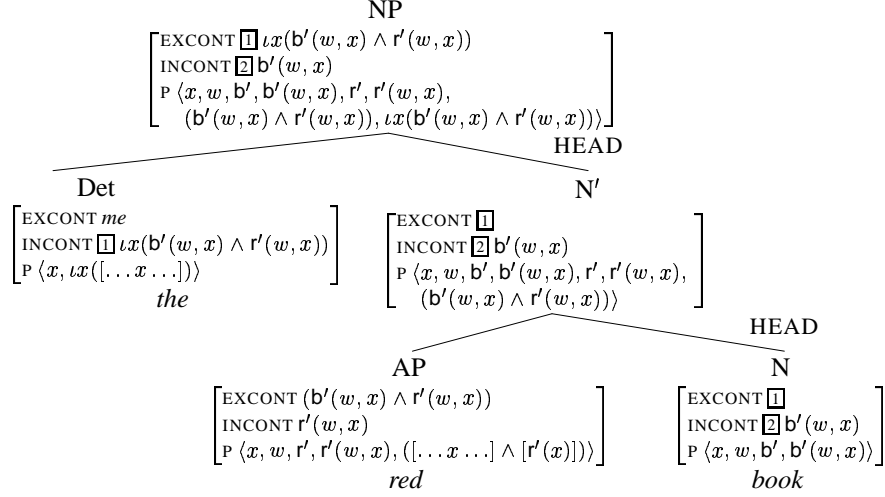 NP
[EXCONT [1] ιx(b′(w, x) ∧ r′(w, x))
INCONT [2] b′(w, x)
P ⟨x, w, b′, b′(w, x), r′, r′(w, x),
(b′(w, x) ∧ r′(w, x)), ιx(b′(w, x) ∧ r′(w, x))⟩]
HEAD
Det N′
[EXCONT me
INCONT [1] ιx(b′(w, x) ∧ r′(w, x))
P ⟨x, ιx([...x...])⟩]
the
[EXCONT [1]
INCONT [2] b′(w, x)
P ⟨x, w, b′, b′(w, x), r′, r′(w, x),
(b′(w, x) ∧ r′(w, x))⟩]
HEAD
AP N
[EXCONT (b′(w, x) ∧ r′(w, x))
INCONT r′(w, x)
P ⟨x, w, r′, r′(w, x), ([...x...] ∧ [r′(x)])⟩]
red
[EXCONT [1]
INCONT [2] b′(w, x)
P ⟨x, w, b′, b′(w, x)⟩]
book